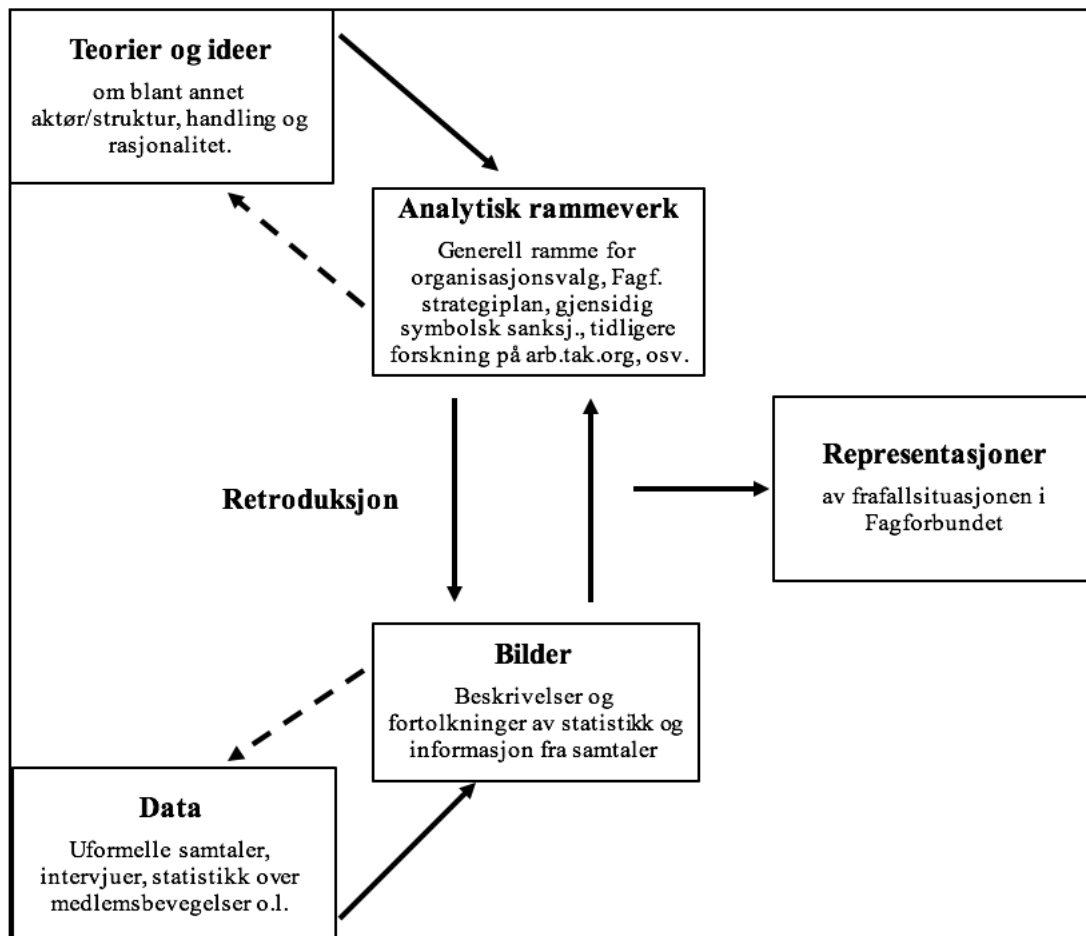 Teorier og ideer
om blant annet
aktør/struktur, handling og
rasjonalitet.
Analytisk rammeverk
Generell ramme for
organisasjonsvalg, Fagf.
strategiplan, gjensidig
symbolsk sanksj., tidligere
forskning på arb.tak.org, osv.
Retroduksjon
Representasjoner
av frafallsituasjonen i
Fagforbundet
Bilder
Beskrivelser og
fortolkninger av statistikk og
informasjon fra samtaler
Data
Uformelle samtaler,
intervjuer, statistikk over
medlemsbevegelser o.l.